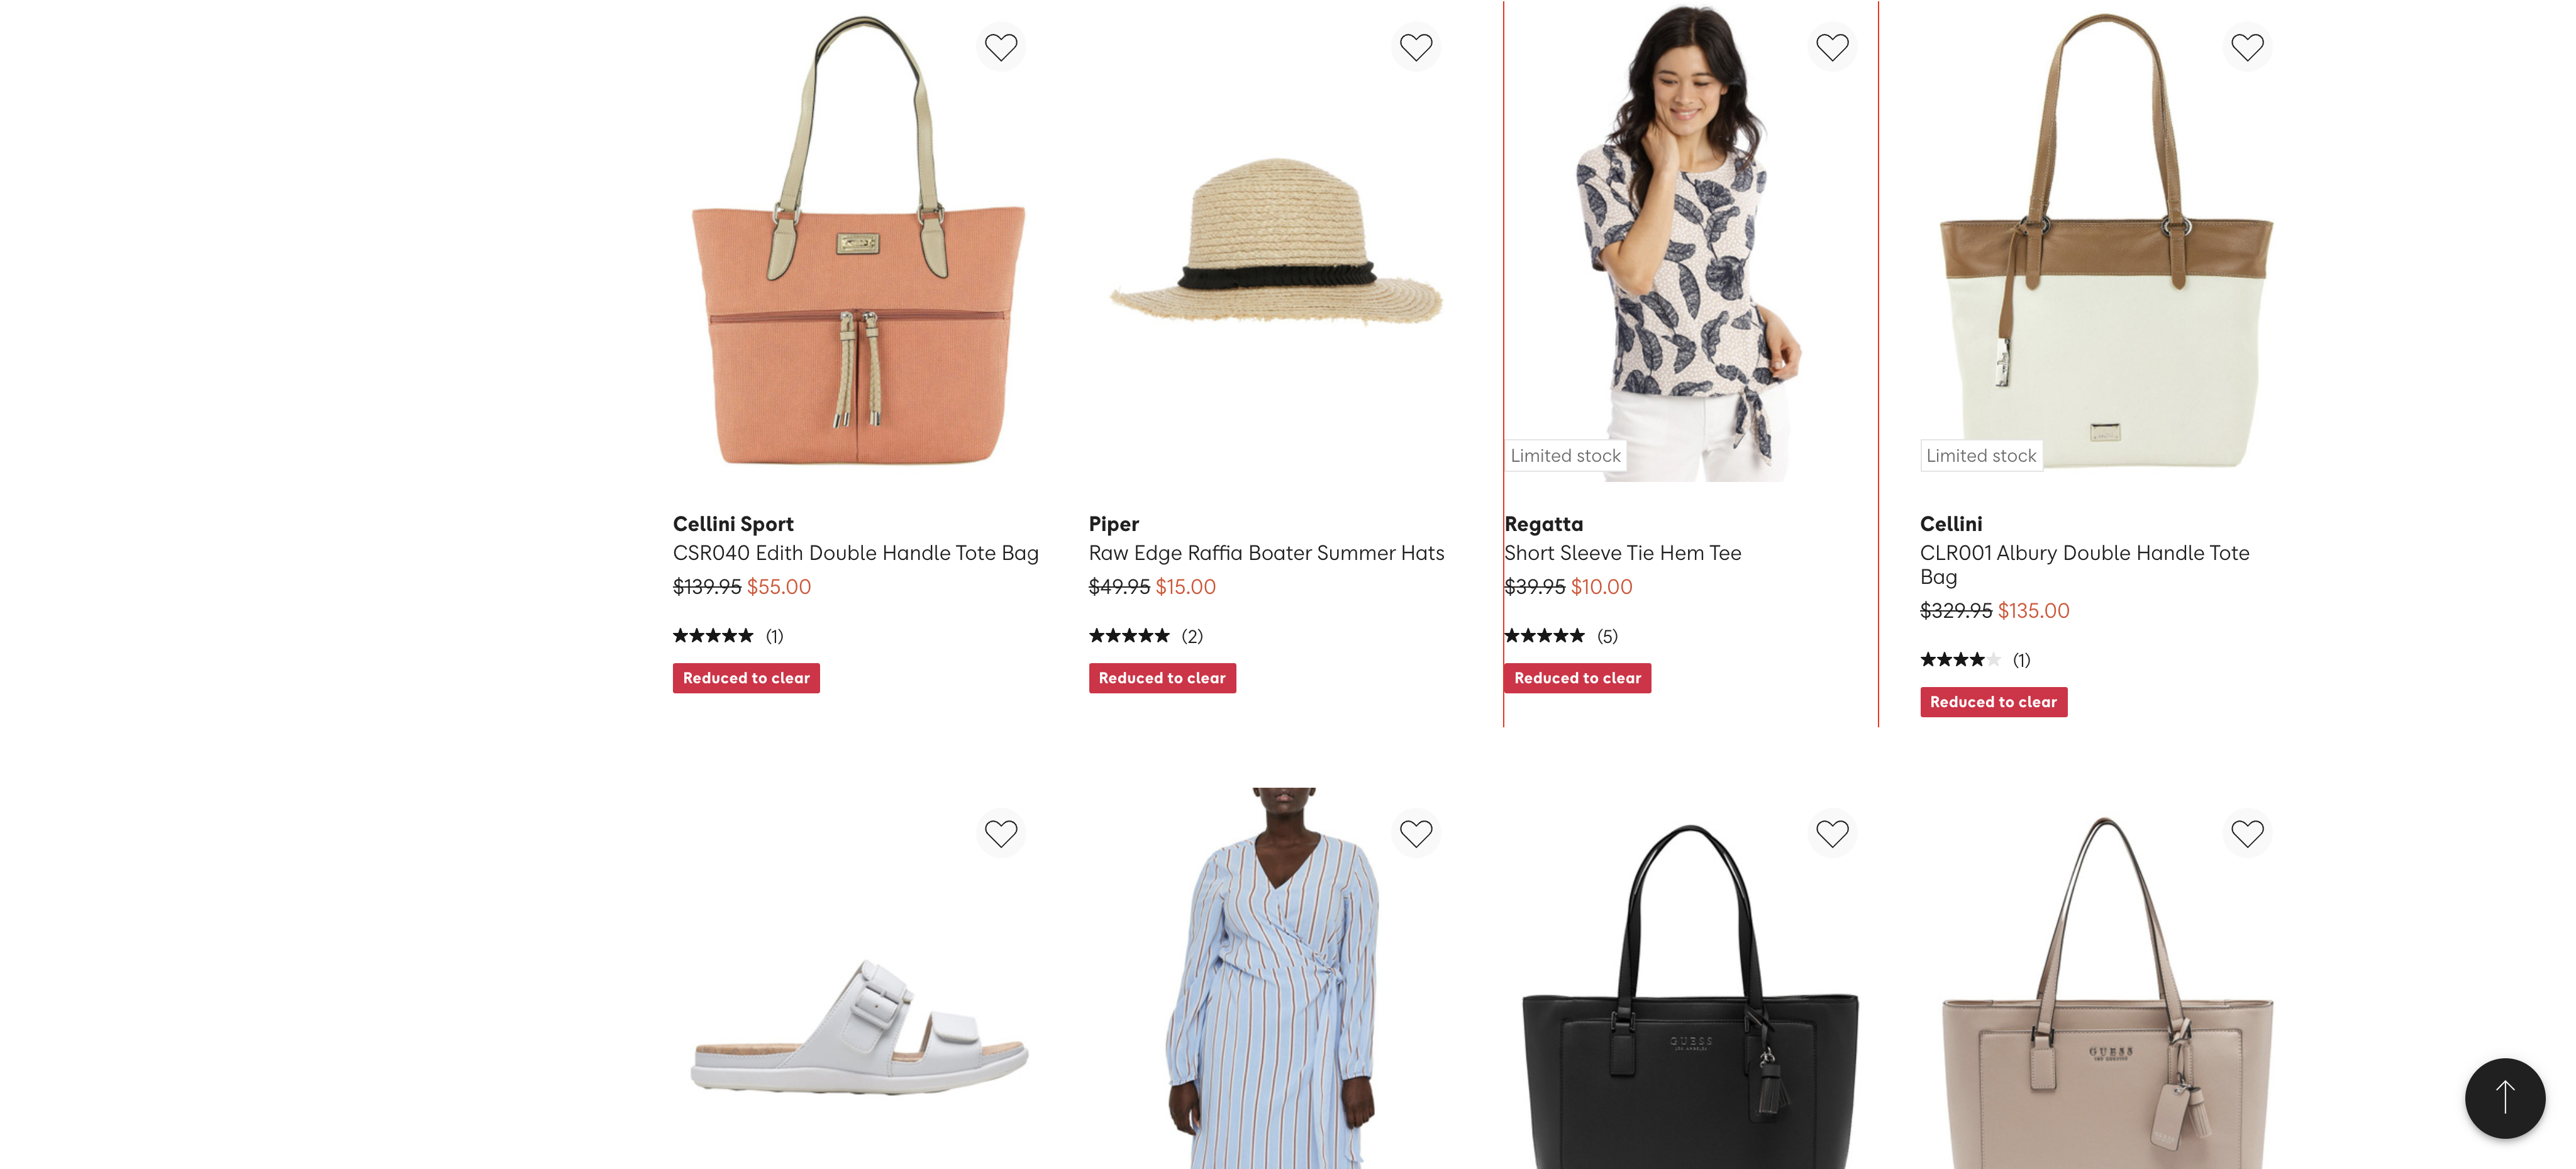 Limited stock
Limited stock
Cellini Sport
CSR040 Edith Double Handle Tote Bag
$139.95 $55.00
(1)
Reduced to clear
Piper
Raw Edge Raffia Boater Summer Hats
$49.95 $15.00
(2)
Reduced to clear
Regatta
Short Sleeve Tie Hem Tee
$39.95 $10.00
(5)
Reduced to clear
Cellini
CLR001 Albury Double Handle Tote
Bag
$329.95 $135.00
(1)
Reduced to clear
GUESS
GUESS